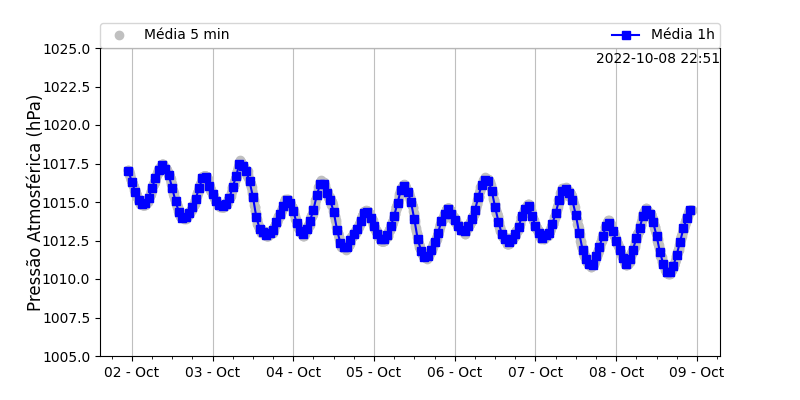 Média 5 min
Média 1h
2022-10-08 22:51
Pressão Atmosférica (hPa)
1025.0
1022.5
1020.0
1017.5
1015.0
1012.5
1010.0
1007.5
1005.0
02 - Oct
03 - Oct
04 - Oct
05 - Oct
06 - Oct
07 - Oct
08 - Oct
09 - Oct